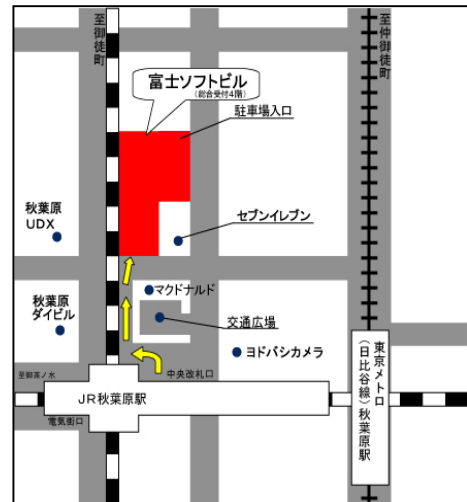 至御徒町
至仲御徒町
富士ソフトビル
(総合受付4階)
駐車場入口
秋葉原
UDX
セブンイレブン
マクドナルド
秋葉原
ダイビル
交通広場
ヨドバシカメラ
至御茶ノ水
中央改札口
JR秋葉原駅
電気街口
東京メトロ
(日比谷線)秋葉原駅